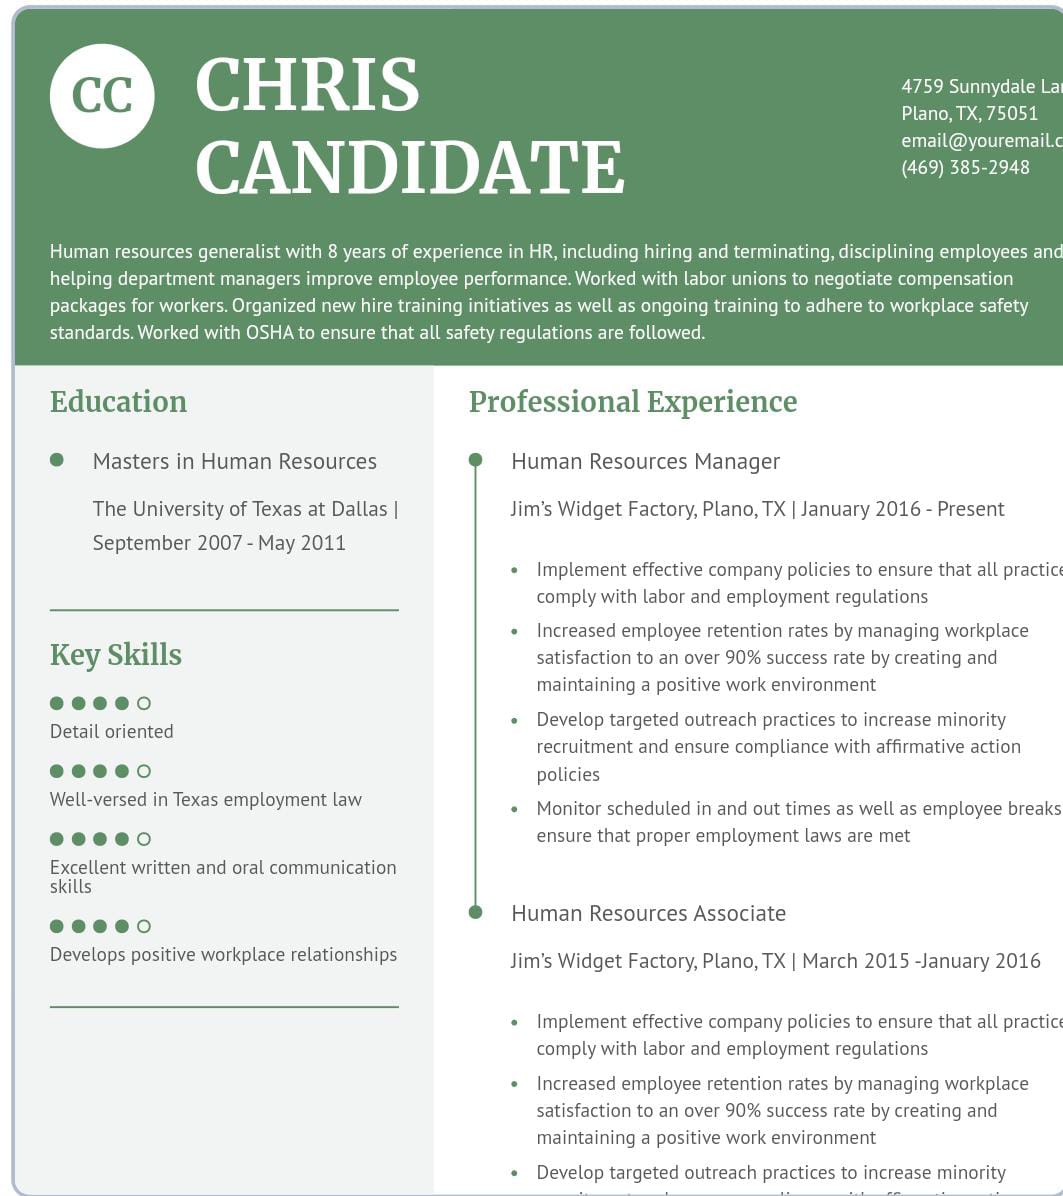 CC
CHRIS
CANDIDATE
4759 Sunnydale
Plano, TX, 75051
(469) 385-2948
Human resources generalist with 8 years of experience in HR, including hiring and terminating, disciplining employees and
helping department managers improve employee performance. Worked with labor unions to negotiate compensation
packages for workers. Organized new hire training initiatives as well as ongoing training to adhere to workplace safety
standards. Worked with OSHA to ensure that all safety regulations are followed.
Education
Masters in Human Resources
The University of Texas at Dallas |
September 2007 - May 2011
Key Skills
Detail oriented
Well-versed in Texas employment law
Excellent written and oral communication
skills
Develops positive workplace relationships
Professional Experience
Human Resources Manager
Jim's Widget Factory, Plano, TX | January 2016 - Present
• Implement effective company policies to ensure that all
comply with labor and employment regulations
• Increased employee retention rates by managing workplace
satisfaction to an over 90% success rate by creating and
maintaining a positive work environment
• Develop targeted outreach practices to increase minority
recruitment and ensure compliance with affirmative action
policies
• Monitor scheduled in and out times as well as employee breaks
ensure that proper employment laws are met
Human Resources Associate
Jim's Widget Factory, Plano, TX | March 2015 -January 2016
• Implement effective company policies to ensure that all
comply with labor and employment regulations
• Increased employee retention rates by managing workplace
satisfaction to an over 90% success rate by creating and
maintaining a positive work environment
• Develop targeted outreach practices to increase minority